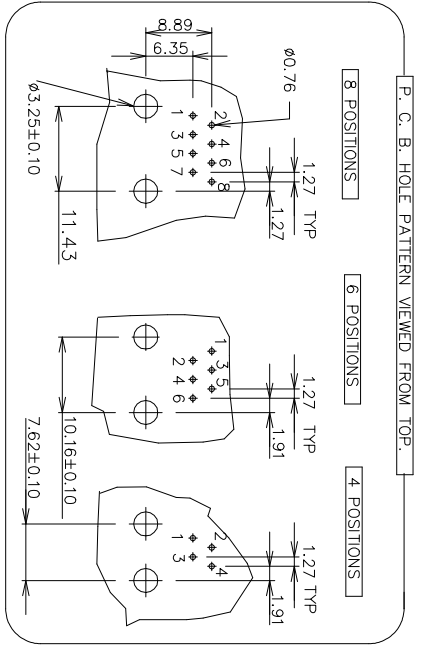 P. C. B. HOLE PATTERN VIEWED FROM TOP.
8 POSITIONS
6 POSITIONS
4 POSITIONS
ø0.76
1.27 TYP
1.27
8.89
6.35
2
4
6
8
1
3
5
7
ø3.25±0.10
11.43
1.27 TYP
1.91
1
3
5
2
4
6
10.16±0.10
1.27 TYP
1.91
2
4
1
3
7.62±0.10